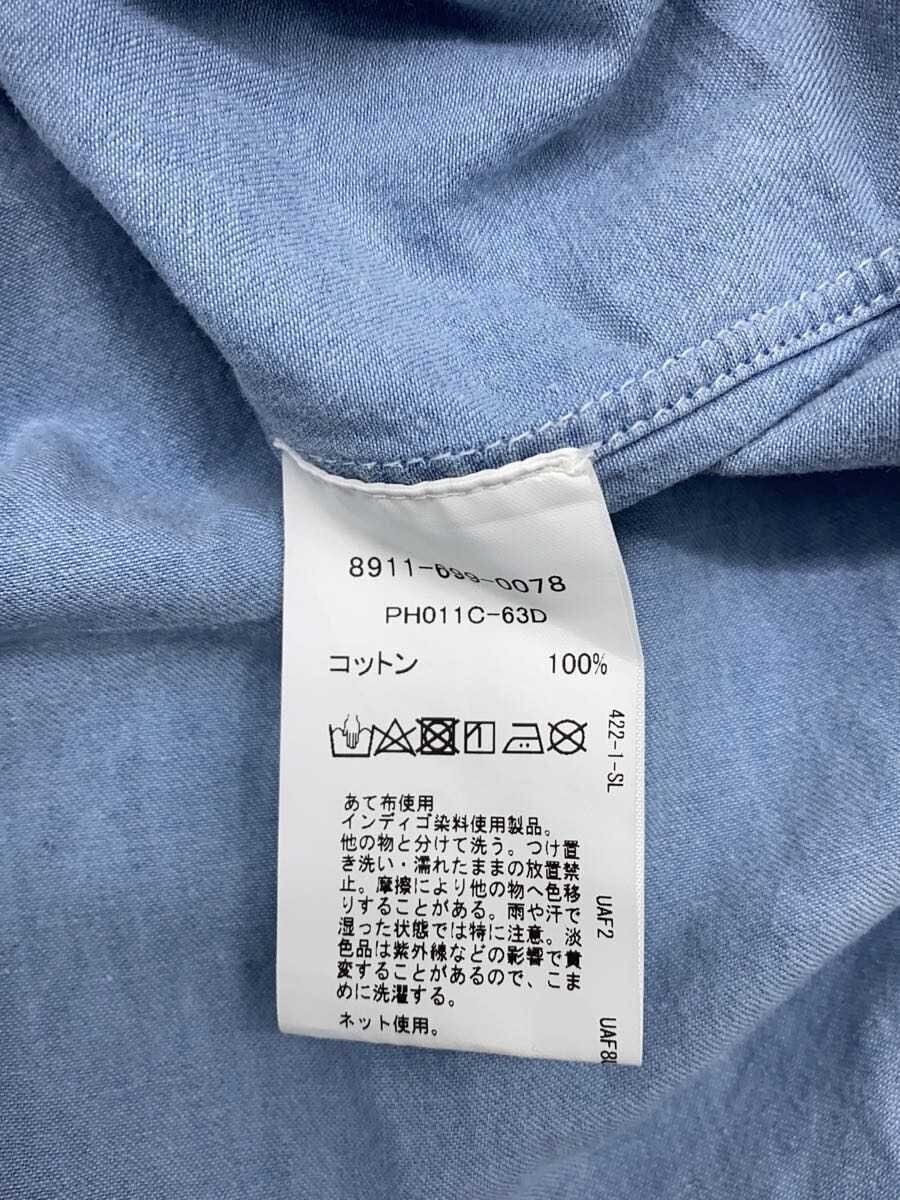 8911-699-0078
PH011C-63D
コットン 100%
422-1-SL
あて布使用
インディゴ染料使用製品。
他の物と分けて洗う。つけ置
き洗い・濡れたままの放置禁
止。摩擦により他の物へ色移
りすることがある。雨や汗で
湿った状態では特に注意。淡
色品は紫外線などの影響で黄
変することがあるので、こま
めに洗濯する。
ネット使用。
UAF2